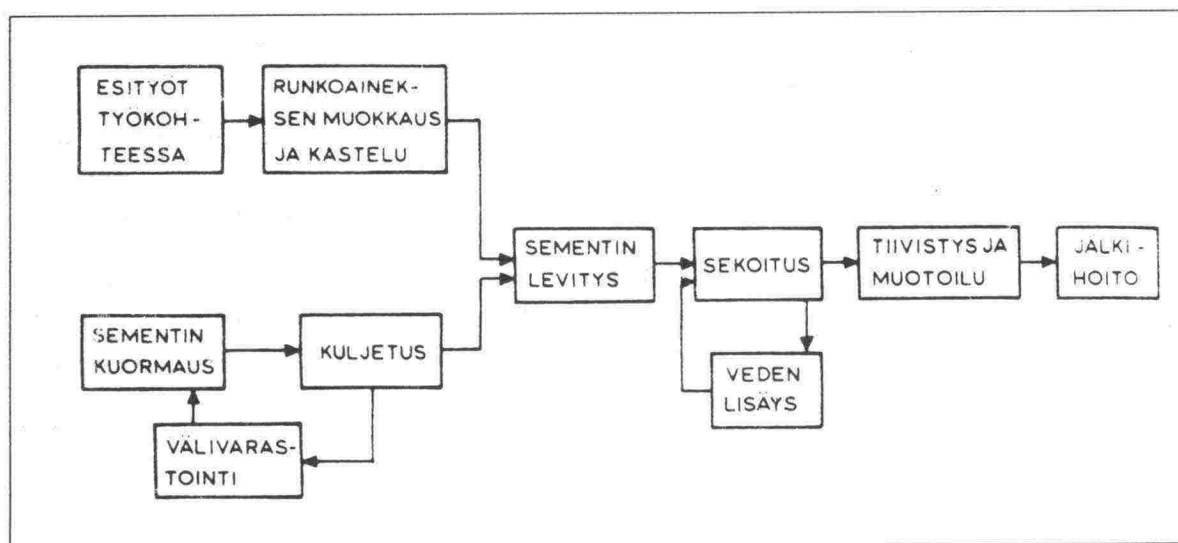 ESITYÖT
TYÖKOH-
TEESSA
RUNKOAINEK-
SEN MUOKKAUS
JA KASTELU
SEMENTIN
LEVITYS
SEKOITUS
TIIVISTYS JA
MUOTOILU
JÄLKI-
HOITO
SEMENTIN
KUORMAUS
KULJETUS
VEDEN
LISÄYS
VÄLIVARAS-
TOINTI